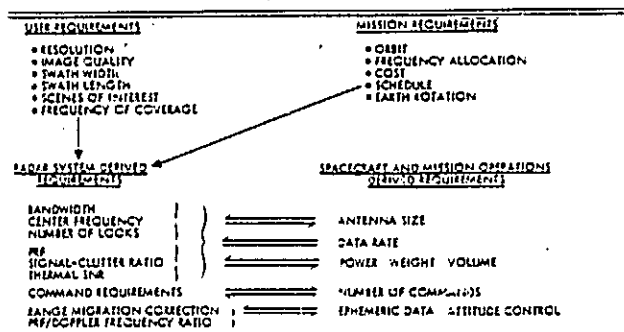 USER REQUIREMENTS
• RESOLUTION
• IMAGE QUALITY
• SWATH WIDTH
• SWATH LENGTH
• SCENES OF INTEREST
• FREQUENCY OF COVERAGE
MISSION REQUIREMENTS
• ORBIT
• FREQUENCY ALLOCATION
• COST
• SCHEDULE
• EARTH ROTATION
RADAR SYSTEM DERIVED
REQUIREMENTS
SPACECRAFT AND MISSION OPERATIONS
DERIVED REQUIREMENTS
BANDWIDTH
CENTER FREQUENCY
NUMBER OF LOOKS
PRF
SIGNAL-CLUTTER RATIO
THERMAL SNR
ANTENNA SIZE
DATA RATE
POWER - WEIGHT - VOLUME
COMMAND REQUIREMENTS
NUMBER OF COMMANDS
RANGE MIGRATION CORRECTION
PRF/DOPPLER FREQUENCY RATIO
EPHEMERIC DATA - ATTITUDE CONTROL